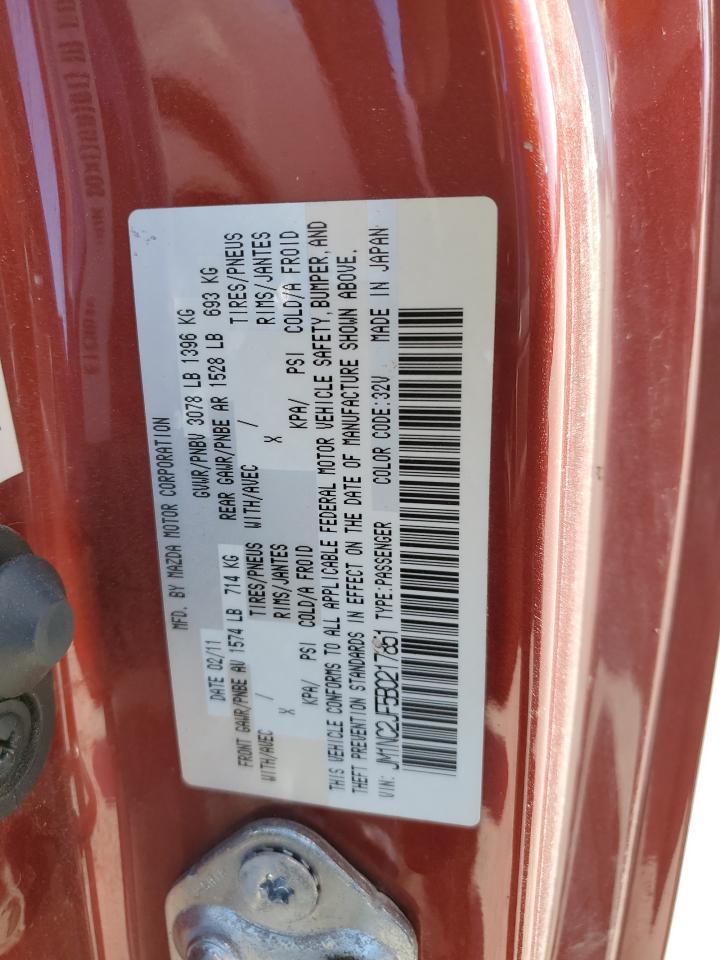 MFD. BY MAZDA MOTOR CORPORATION
DATE 02/11 GVWR/PNBV 3078 LB 1396 KG
FRONT GAWR/PNBE AV 1574 LB 714 KG REAR GAWR/PNBE AR 1528 LB 693 KG
WITH/AVEC / TIRES/PNEUS WITH/AVEC / TIRES/PNEUS
X RIMS/JANTES X RIMS/JANTES
KPA/ PSI COLD/A FROID KPA/ PSI COLD/A FROID
THIS VEHICLE CONFORMS TO ALL APPLICABLE FEDERAL MOTOR VEHICLE SAFETY, BUMPER, AND
THEFT PREVENTION STANDARDS IN EFFECT ON THE DATE OF MANUFACTURE SHOWN ABOVE.
VIN: JM1NC2JF5B0217851 TYPE:PASSENGER COLOR CODE:32V MADE IN JAPAN